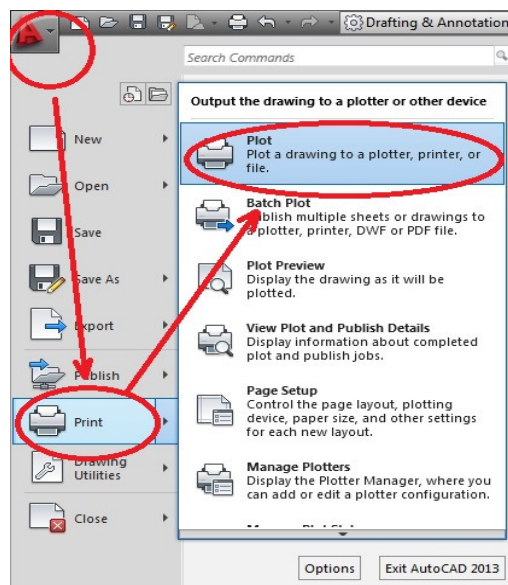 Drafting & Annotation
Search Commands
Output the drawing to a plotter or other device
New
Open
Save
Save As
Export
Publish
Print
Drawing
Utilities
Close
Plot
Plot a drawing to a plotter, printer, or
file.
Batch Plot
Publish multiple sheets or drawings to
a plotter, printer, DWF or PDF file.
Plot Preview
Display the drawing as it will be
plotted.
View Plot and Publish Details
Display information about completed
plot and publish jobs.
Page Setup
Control the page layout, plotting
device, paper size, and other settings
for each new layout.
Manage Plotters
Display the Plotter Manager, where you
can add or edit a plotter configuration.
Options
Exit AutoCAD 2013